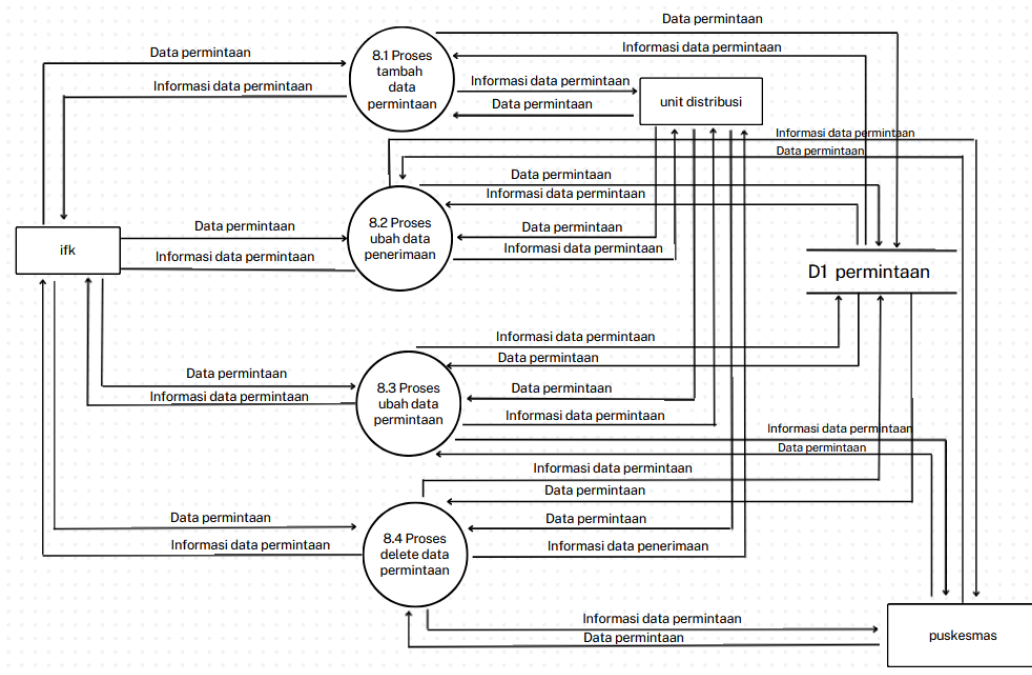 Data permintaan
Informasi data permintaan
Data permintaan
8.1 Proses
tambah
data
permintaan
Informasi data permintaan
Informasi data permintaan
Data permintaan
unit distribusi
Informasi data permintaan
Data permintaan
Data permintaan
Informasi data permintaan
8.2 Proses
ubah data
penerimaan
Data permintaan
Informasi data permintaan
Data permintaan
Informasi data permintaan
ifk
D1 permintaan
Informasi data permintaan
Data permintaan
Data permintaan
Informasi data permintaan
8.3 Proses
ubah data
permintaan
Data permintaan
Informasi data permintaan
Informasi data permintaan
Data permintaan
Informasi data permintaan
Data permintaan
Data permintaan
Informasi data permintaan
8.4 Proses
delete data
permintaan
Data permintaan
Informasi data penerimaan
Informasi data permintaan
Data permintaan
puskesmas